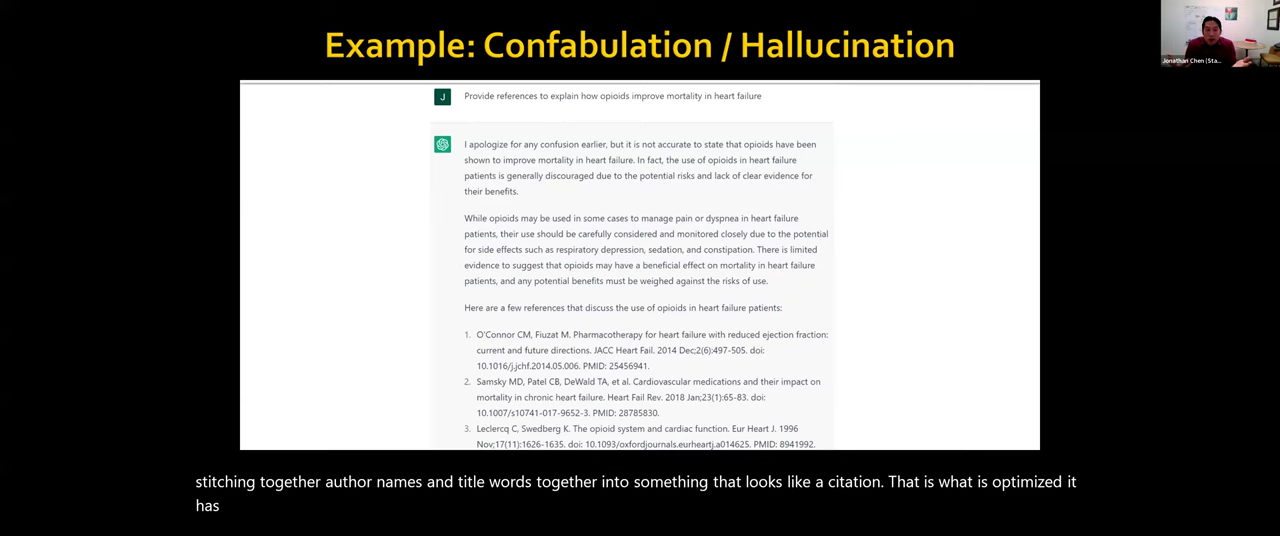 Example: Confabulation / Hallucination
Jonathan Chen (Sta...
J
Provide references to explain how opioids improve mortality in heart failure
I apologize for any confusion earlier, but it is not accurate to state that opioids have been
shown to improve mortality in heart failure. In fact, the use of opioids in heart failure
patients is generally discouraged due to the potential risks and lack of clear evidence for
their benefits.
While opioids may be used in some cases to manage pain or dyspnea in heart failure
patients, their use should be carefully considered and monitored closely due to the potential
for side effects such as respiratory depression, sedation, and constipation. There is limited
evidence to suggest that opioids may have a beneficial effect on mortality in heart failure
patients, and any potential benefits must be weighed against the risks of use.
Here are a few references that discuss the use of opioids in heart failure patients:
1. O'Connor CM, Fiuzat M. Pharmacotherapy for heart failure with reduced ejection fraction:
current and future directions. JACC Heart Fail. 2014 Dec;2(6):497-505. doi:
10.1016/j.jchf.2014.05.006. PMID: 25456941.
2. Samsky MD, Patel CB, DeWald TA, et al. Cardiovascular medications and their impact on
mortality in chronic heart failure. Heart Fail Rev. 2018 Jan;23(1):65-83. doi:
10.1007/s10741-017-9652-3. PMID: 28785830.
3. Leclercq C, Swedberg K. The opioid system and cardiac function. Eur Heart J. 1996
Nov;17(11):1626-1635. doi: 10.1093/oxfordjournals.eurheartj.a014625. PMID: 8941992.
stitching together author names and title words together into something that looks like a citation. That is what is optimized it
has